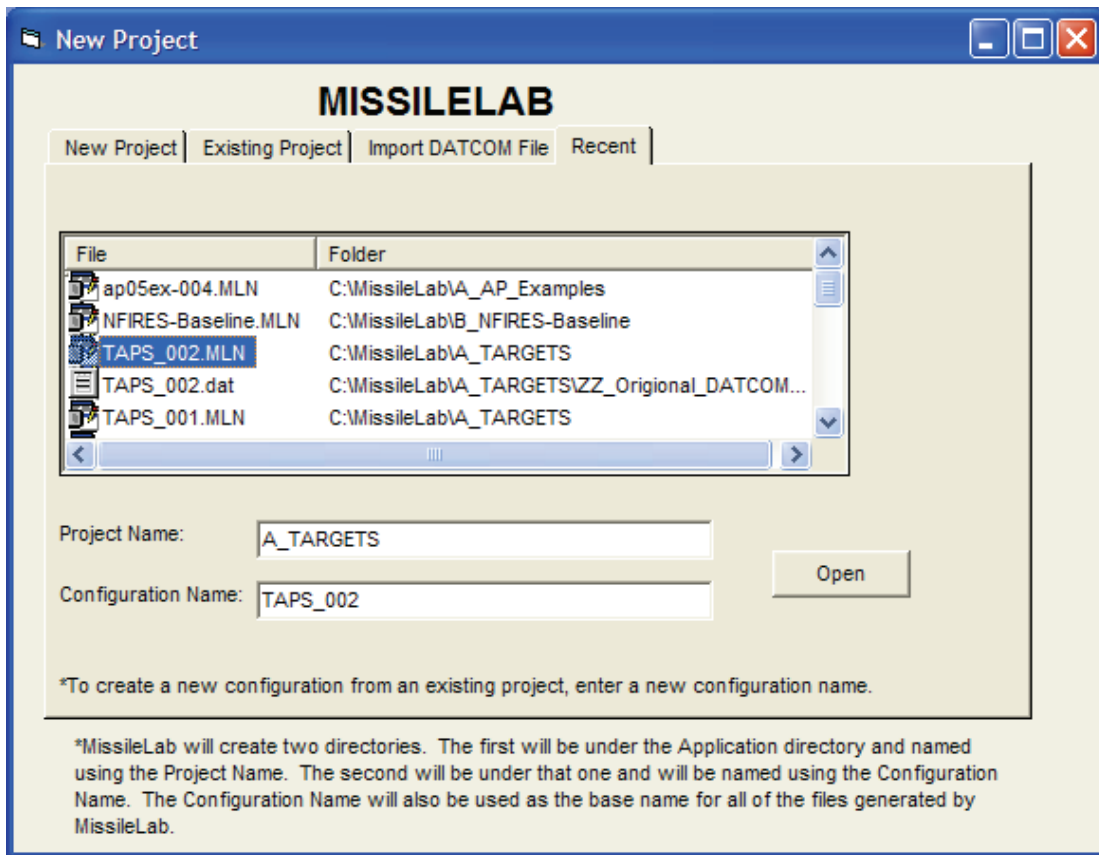 New Project
MISSILELAB
New Project Existing Project Import DATCOM File Recent
File Folder
ap05ex-004.MLN C:\MissileLab\A_AP_Examples
NFIRES-Baseline.MLN C:\MissileLab\B_NFIRES-Baseline
TAPS_002.MLN C:\MissileLab\A_TARGETS
TAPS_002.dat C:\MissileLab\A_TARGETS\ZZ_Origional_DATCOM...
TAPS_001.MLN C:\MissileLab\A_TARGETS
Project Name: A_TARGETS
Open
Configuration Name: TAPS_002
*To create a new configuration from an existing project, enter a new configuration name.
*MissileLab will create two directories. The first will be under the Application directory and named
using the Project Name. The second will be under that one and will be named using the Configuration
Name. The Configuration Name will also be used as the base name for all of the files generated by
MissileLab.